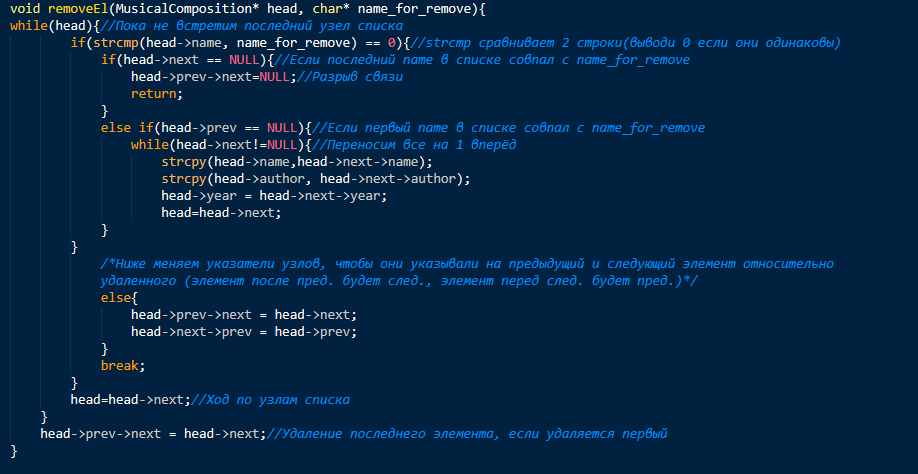 void removeEl(MusicalComposition* head, char* name_for_remove){
while(head){//Пока не встретим последний узел списка
if(strcmp(head->name, name_for_remove) == 0){//strcmp сравнивает 2 строки(выводи 0 если они одинаковы)
if(head->next == NULL){//Если последний name в списке совпал с name_for_remove
head->prev->next=NULL;//Разрыв связи
return;
}
else if(head->prev == NULL){//Если первый name в списке совпал с name_for_remove
while(head->next!=NULL){//Переносим все на 1 вперёд
strcpy(head->name,head->next->name);
strcpy(head->author, head->next->author);
head->year = head->next->year;
head=head->next;
}
}
/*Ниже меняем указатели узлов, чтобы они указывали на предыдущий и следующий элемент относительно
удаленного (элемент после пред. будет след., элемент перед след. будет пред.)*/
else{
head->prev->next = head->next;
head->next->prev = head->prev;
}
break;
}
head=head->next;//Ход по узлам списка
}
head->prev->next = head->next;//Удаление последнего элемента, если удаляется первый
}